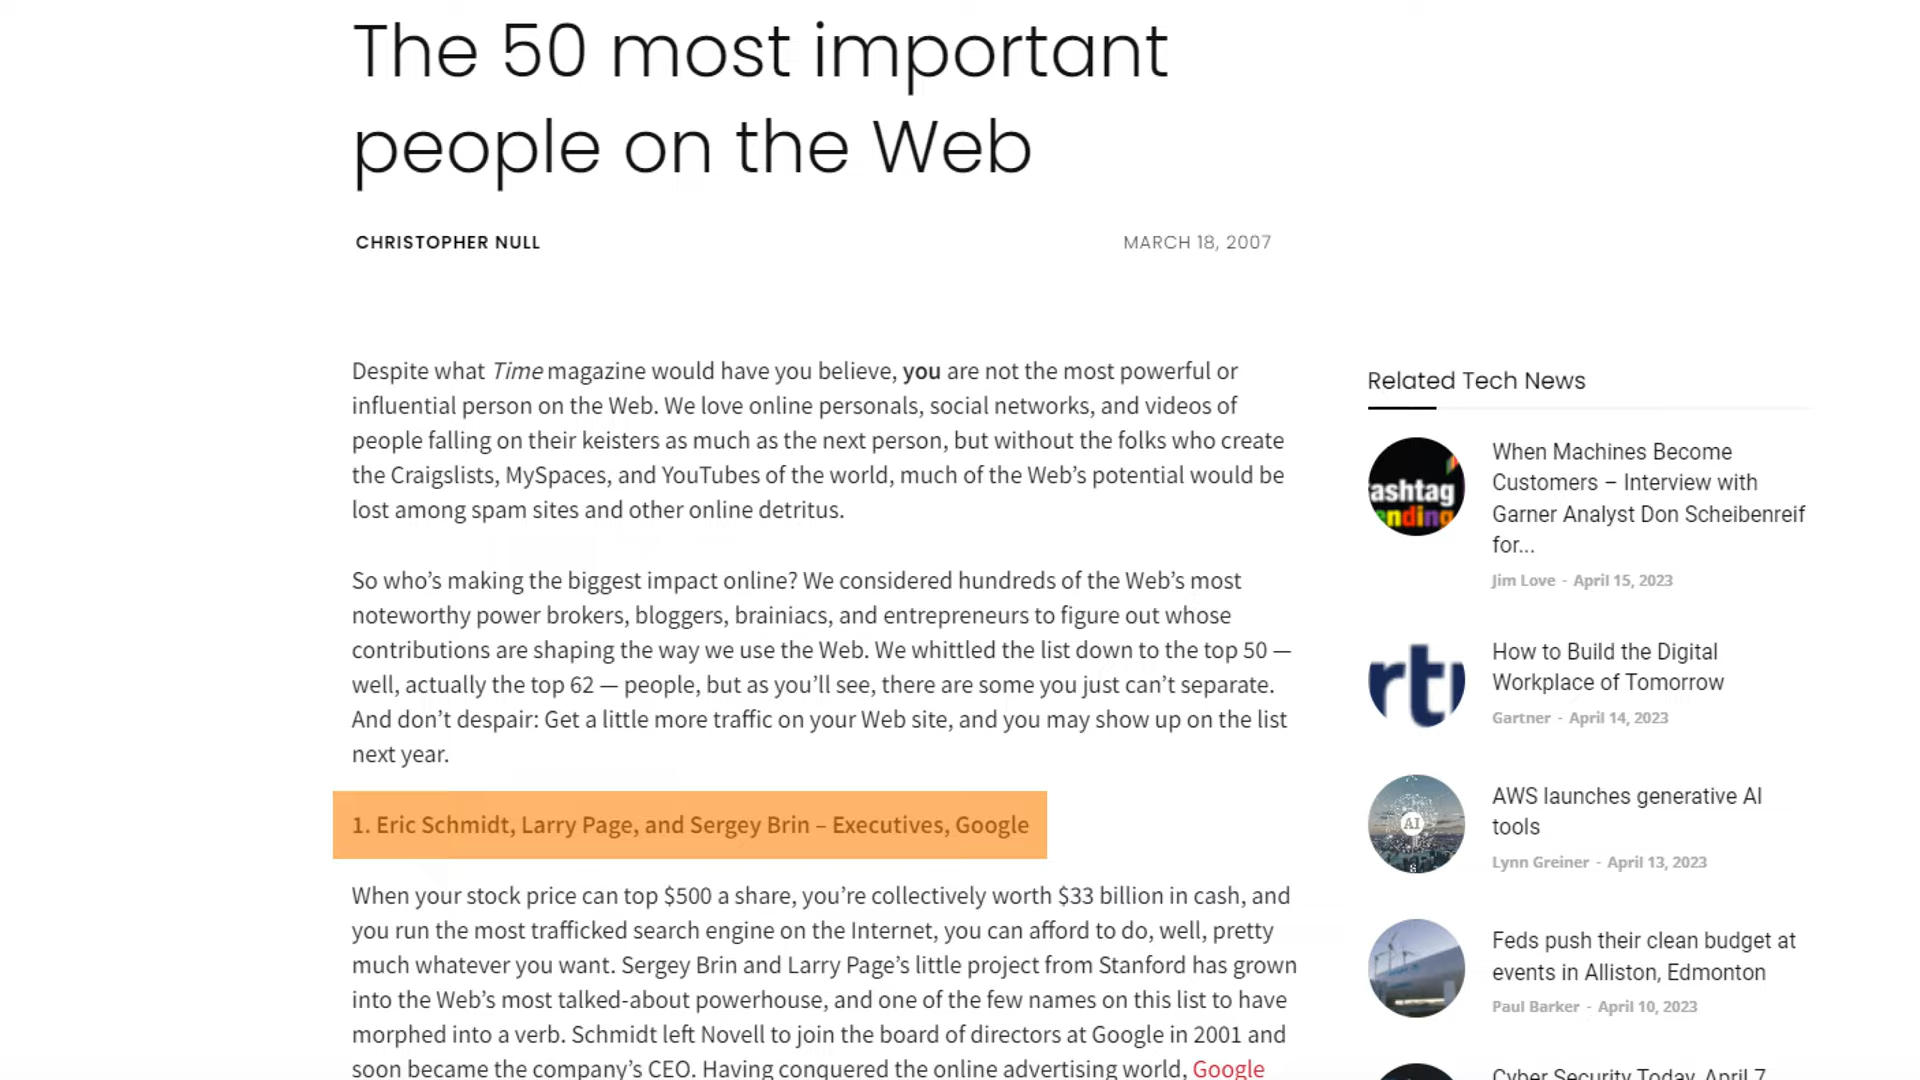 The 50 most important
people on the Web
CHRISTOPHER NULL
MARCH 18, 2007
Despite what Time magazine would have you believe, you are not the most powerful or
influential person on the Web. We love online personals, social networks, and videos of
people falling on their keisters as much as the next person, but without the folks who create
the Craigslists, MySpaces, and YouTubes of the world, much of the Web’s potential would be
lost among spam sites and other online detritus.
So who’s making the biggest impact online? We considered hundreds of the Web’s most
noteworthy power brokers, bloggers, brainiacs, and entrepreneurs to figure out whose
contributions are shaping the way we use the Web. We whittled the list down to the top 50 —
well, actually the top 62 — people, but as you’ll see, there are some you just can’t separate.
And don’t despair: Get a little more traffic on your Web site, and you may show up on the list
next year.
1. Eric Schmidt, Larry Page, and Sergey Brin – Executives, Google
When your stock price can top $500 a share, you’re collectively worth $33 billion in cash, and
you run the most trafficked search engine on the Internet, you can afford to do, well, pretty
much whatever you want. Sergey Brin and Larry Page’s little project from Stanford has grown
into the Web’s most talked-about powerhouse, and one of the few names on this list to have
morphed into a verb. Schmidt left Novell to join the board of directors at Google in 2001 and
soon became the company’s CEO. Having conquered the online advertising world, Google
Related Tech News
ashtag
nding
When Machines Become
Customers – Interview with
Garner Analyst Don Scheibenreif
for...
Jim Love - April 15, 2023
rt
How to Build the Digital
Workplace of Tomorrow
Gartner - April 14, 2023
AI
AWS launches generative AI
tools
Lynn Greiner - April 13, 2023
Feds push their clean budget at
events in Alliston, Edmonton
Paul Barker - April 10, 2023
Cyber Security Today, April 7